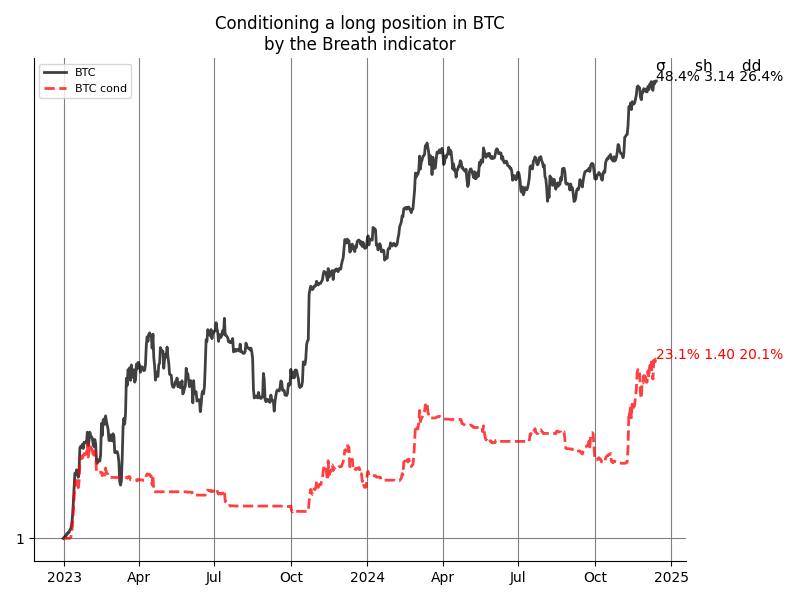 Conditioning a long position in BTC
by the Breath indicator
BTC
BTC cond
σ sh dd
48.4% 3.14 26.4%
23.1% 1.40 20.1%
1
2023 Apr Jul Oct 2024 Apr Jul Oct 2025